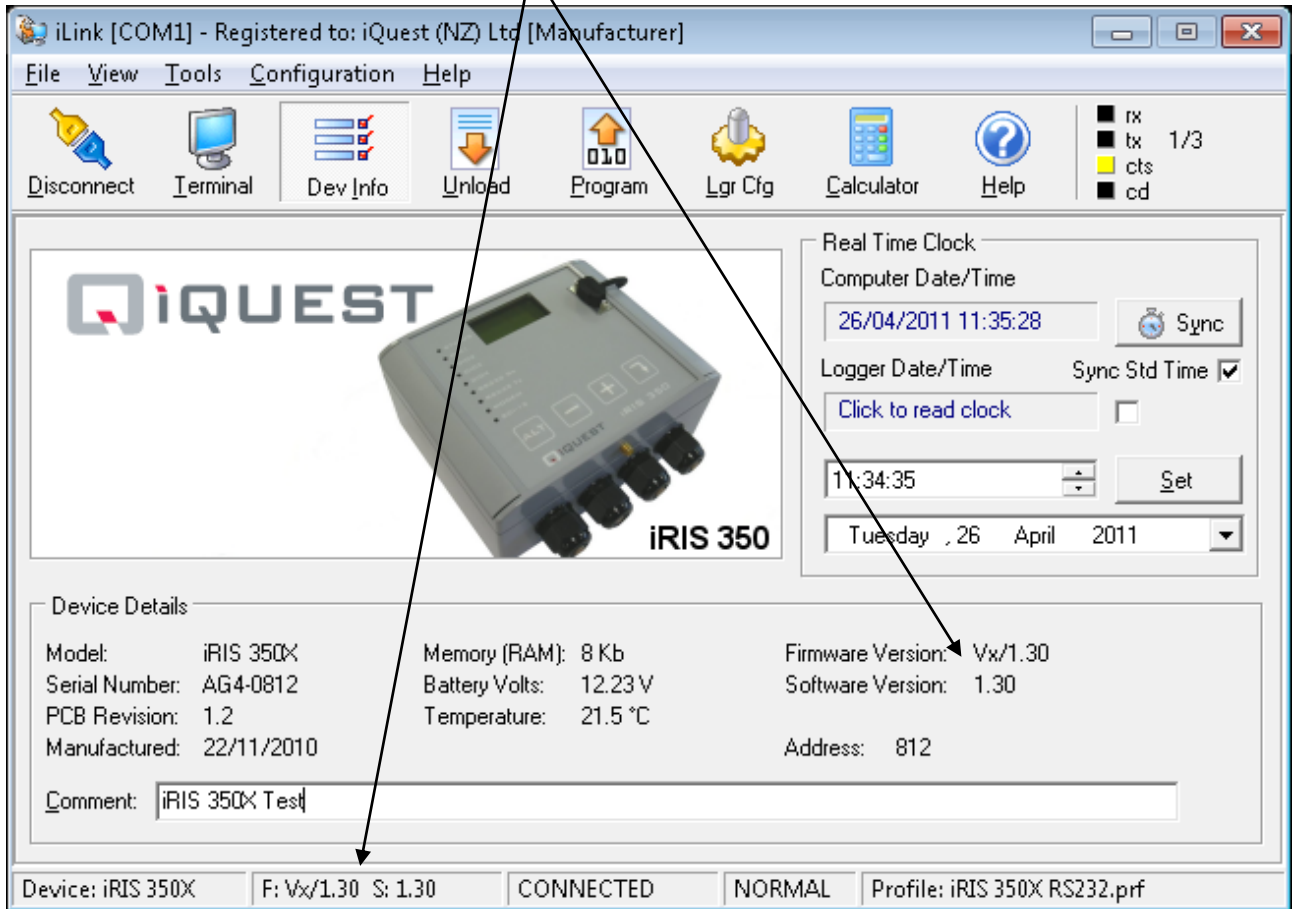 iLink [COM1] - Registered to: iQuest (NZ) Ltd [Manufacturer]
File View Tools Configuration Help
Disconnect Terminal Dev Info Unload Program Lgr Cfg Calculator Help
rx
tx 1/3
cts
cd
iQUEST
ALT
iQUEST
iRIS 350
iRIS 350
Real Time Clock
Computer Date/Time
26/04/2011 11:35:28 Sync
Logger Date/Time Sync Std Time
Click to read clock
11:34:35 Set
Tuesday , 26 April 2011
Device Details
Model: iRIS 350X Memory (RAM): 8 Kb Firmware Version: Vx/1.30
Serial Number: AG4-0812 Battery Volts: 12.23 V Software Version: 1.30
PCB Revision: 1.2 Temperature: 21.5 °C
Manufactured: 22/11/2010 Address: 812
Comment: iRIS 350X Test
Device: iRIS 350X F: Vx/1.30 S: 1.30 CONNECTED NORMAL Profile: iRIS 350X RS232.prf